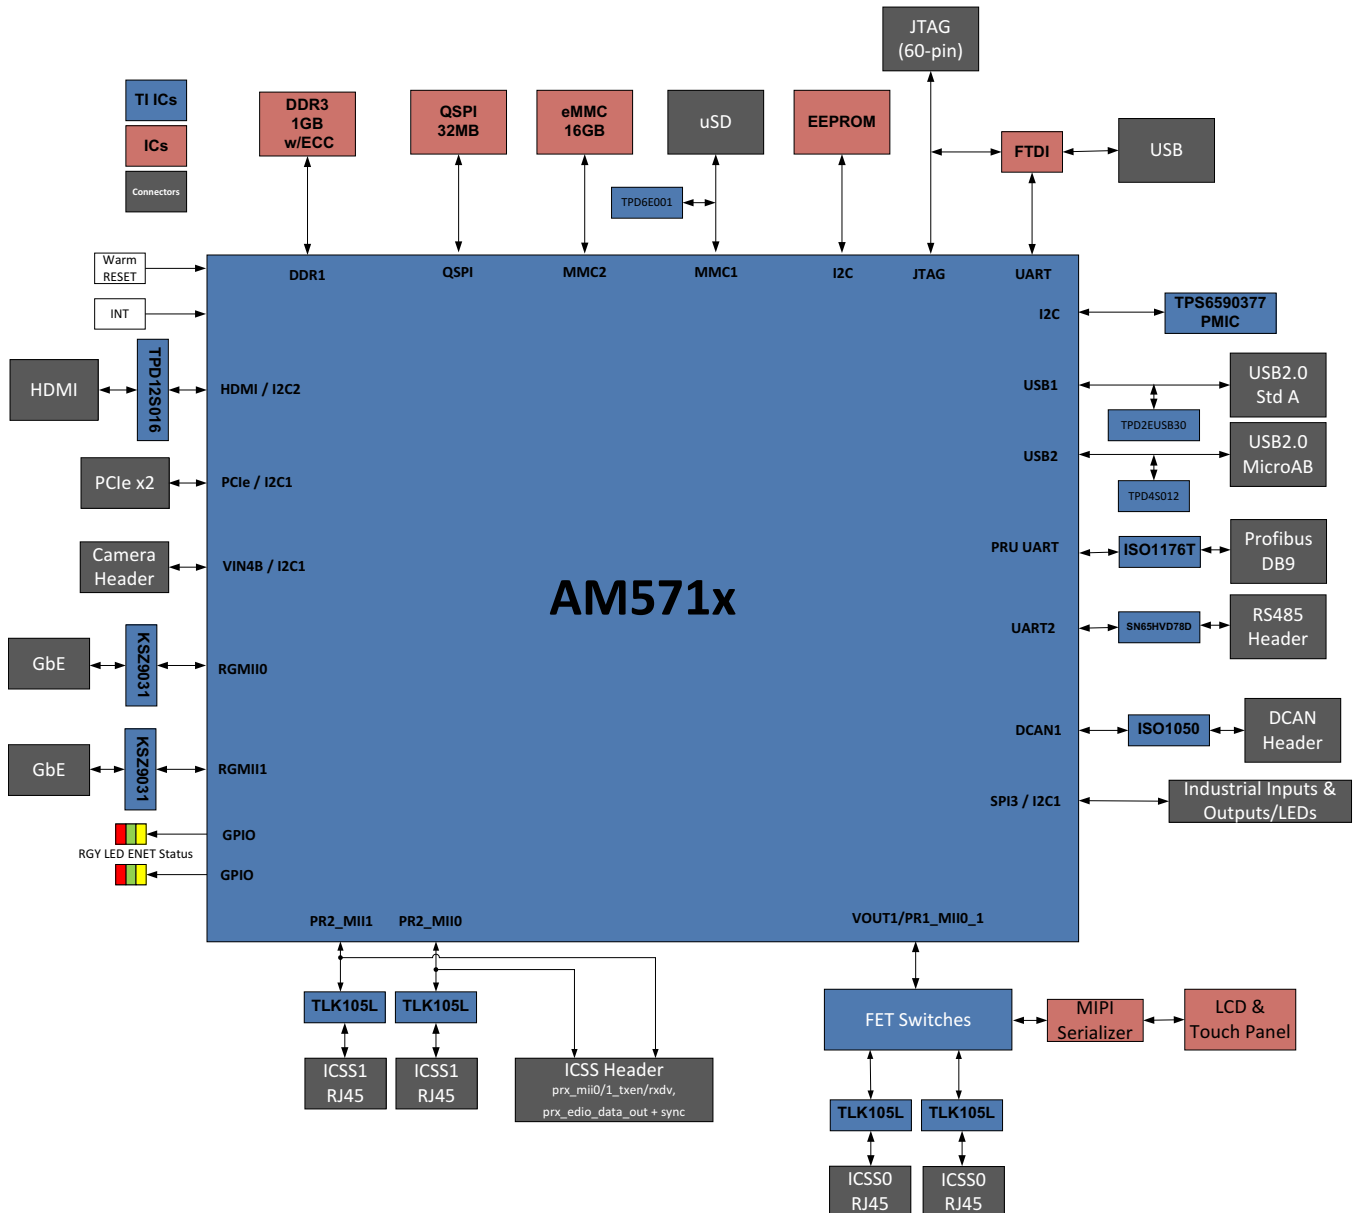 JTAG
(60-pin)
TI ICs
ICs
Connectors
DDR3
1GB
w/ECC
QSPI
32MB
eMMC
16GB
uSD
EEPROM
FTDI
USB
TPD6E001
Warm
RESET
INT
DDR1
QSPI
MMC2
MMC1
I2C
JTAG
UART
I2C
TPS6590377
PMIC
HDMI
TPD12S016
HDMI / I2C2
USB1
USB2.0
Std A
TPD2EUSB30
USB2
USB2.0
MicroAB
TPD4S012
PCIe x2
PCIe / I2C1
Camera
Header
VIN4B / I2C1
PRU UART
ISO1176T
Profibus
DB9
AM571x
UART2
SN65HVD78D
RS485
Header
GbE
KSZ9031
RGMII0
DCAN1
ISO1050
DCAN
Header
GbE
KSZ9031
RGMII1
SPI3 / I2C1
Industrial Inputs &
Outputs/LEDs
GPIO
RGY LED ENET Status
GPIO
PR2_MII1
PR2_MII0
VOUT1/PR1_MII0_1
TLK105L
TLK105L
FET Switches
MIPI
Serializer
LCD &
Touch Panel
ICSS1
RJ45
ICSS1
RJ45
ICSS Header
prx_mii0/1_txen/rxdv,
prx_edio_data_out + sync
TLK105L
TLK105L
ICSS0
RJ45
ICSS0
RJ45